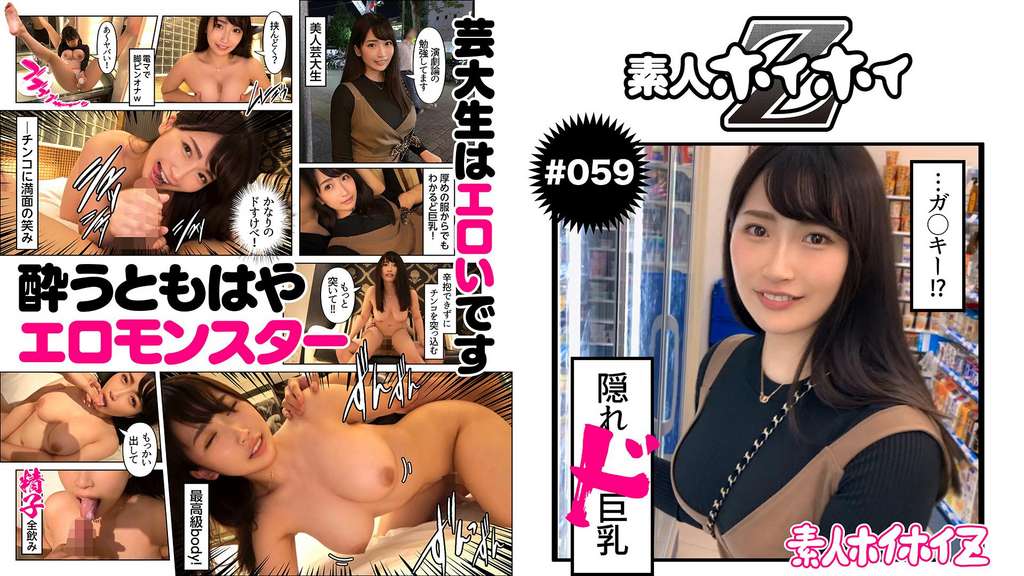 芸大生はエロいです
美人芸大生
演劇論の
勉強してます
挟んどく？
あ〜ヤバい！
電マで
脚ピンオナｗ
厚めの服からでも
わかるど巨乳！
かなりの
ドすけべ！
―チンコに満面の笑み
辛抱できずに
チンコを突っ込む
もっと
突いて!!
酔うともはや
エロモンスター
もっかい
出して
精子
全飲み
最高級body!
素人ホイホイZ
#059
…ガ〇キー!?
隠れド巨乳
素人ホイホイZ